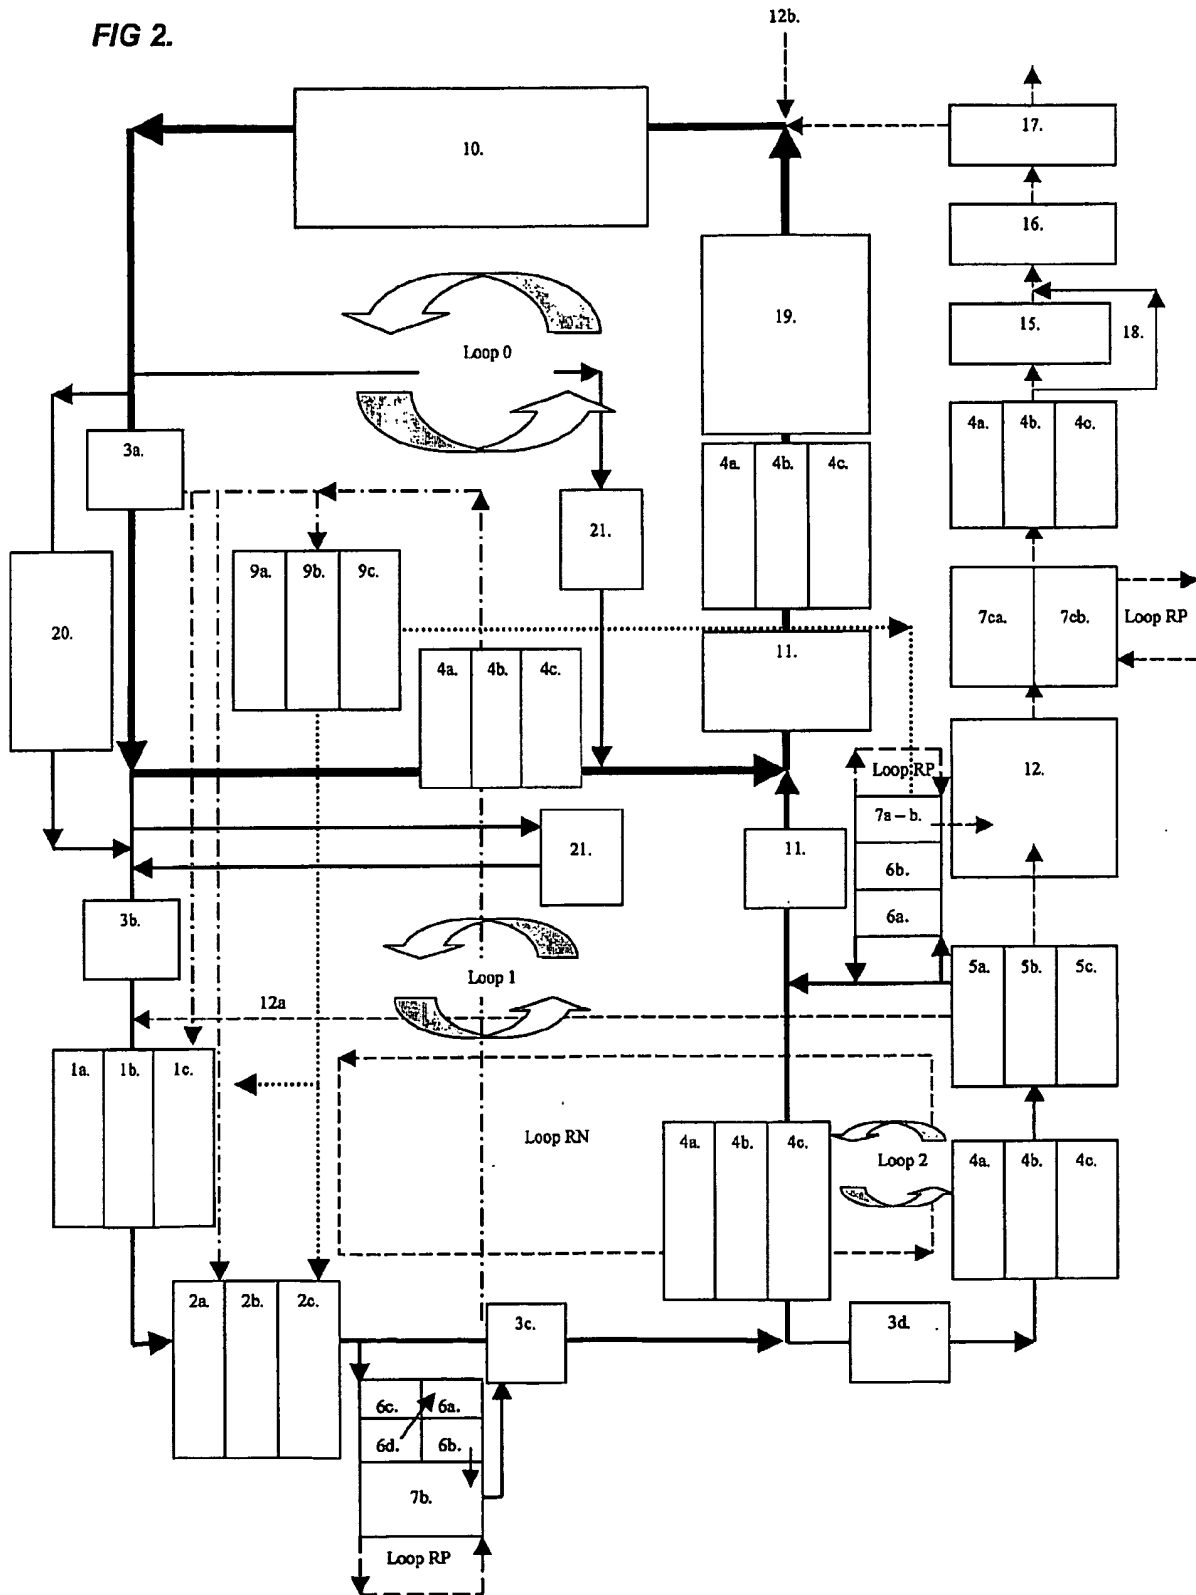 FIG 2.
12b.
10.
17.
16.
15.
18.
19.
Loop 0
3a.
4a. 4b. 4c.
4a. 4b. 4c.
21.
9a. 9b. 9c.
20.
7ca. 7cb. Loop RP
11.
4a. 4b. 4c.
12.
Loop RP
7a – b.
21.
11.
6b.
6a.
3b.
5a. 5b. 5c.
Loop 1
12a
1a. 1b. 1c.
Loop RN
4a. 4b. 4c.
Loop 2
4a. 4b. 4c.
2a. 2b. 2c.
3c.
3d.
6c. 6a.
6d. 6b.
7b.
Loop RP